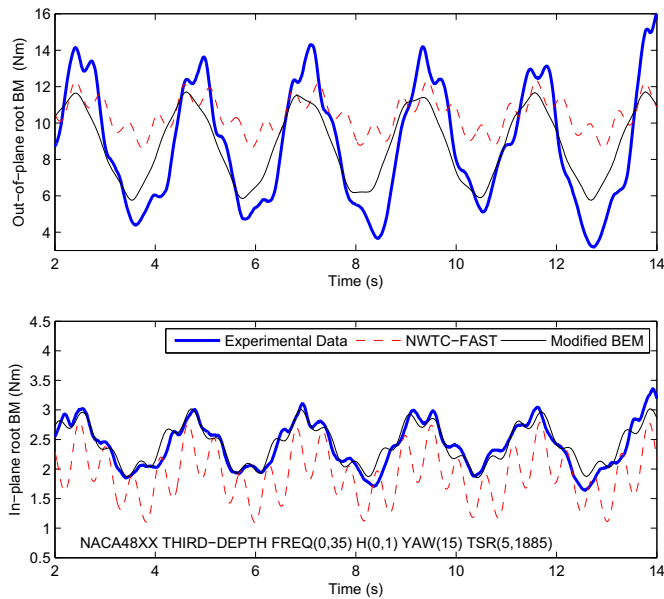 16
14
12
10
8
6
4
Out-of-plane root BM (Nm)
2 4 6 8 10 12 14
Time (s)
4.5
4
3.5
3
2.5
2
1.5
1
0.5
In-plane root BM (Nm)
Experimental Data NWTC-FAST Modified BEM
NACA48XX THIRD-DEPTH FREQ(0,35) H(0,1) YAW(15) TSR(5,1885)
2 4 6 8 10 12 14
Time (s)